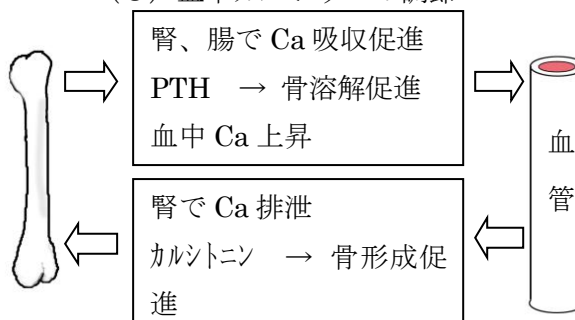 腎、腸で Ca 吸収促進
PTH → 骨溶解促進
血中 Ca 上昇
血
管
腎で Ca 排泄
ｶﾙｼﾄﾆﾝ → 骨形成促
進